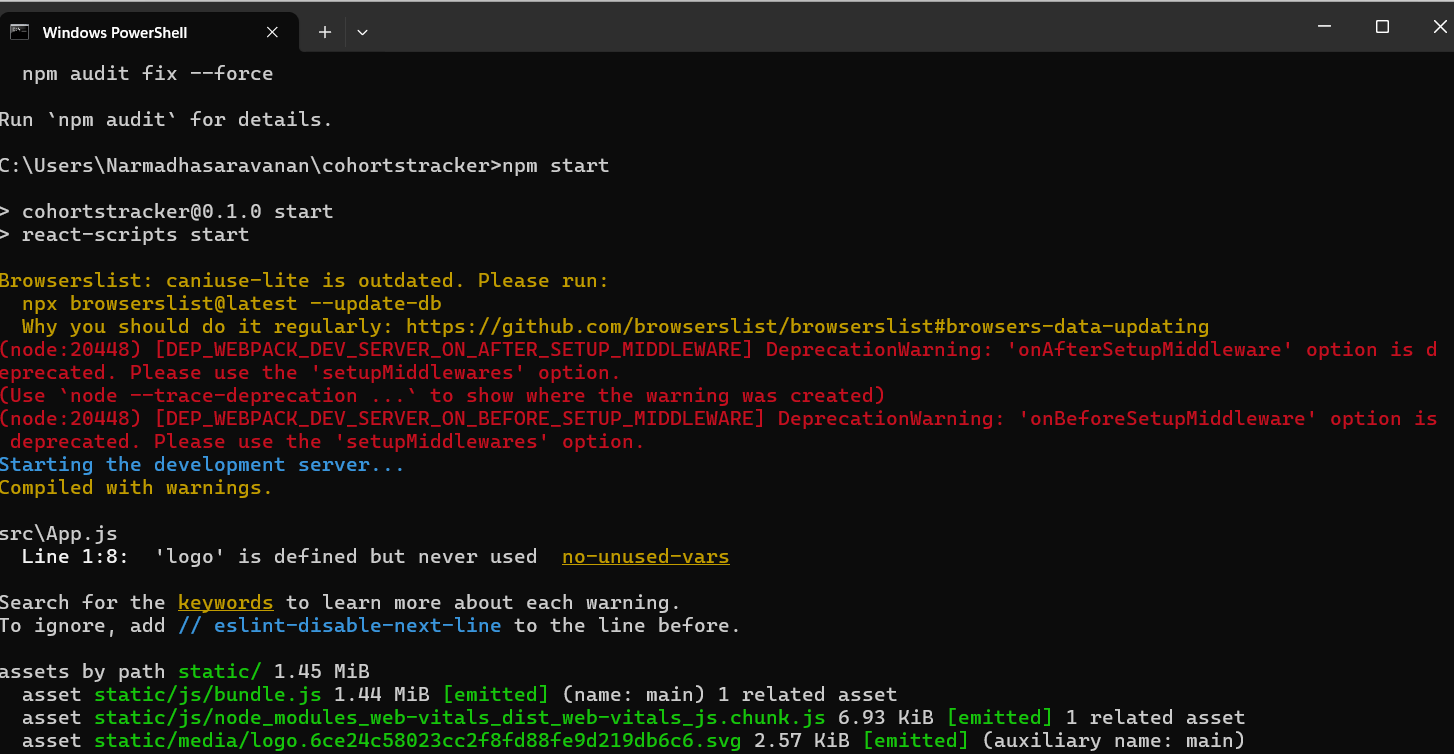 Windows PowerShell
npm audit fix --force
Run `npm audit` for details.
C:\Users\Narmadhasaravanan\cohortstracker>npm start
> cohortstracker@0.1.0 start
> react-scripts start
Browserslist: caniuse-lite is outdated. Please run:
npx browserslist@latest --update-db
Why you should do it regularly: https://github.com/browserslist/browserslist#browsers-data-updating
(node:20448) [DEP_WEBPACK_DEV_SERVER_ON_AFTER_SETUP_MIDDLEWARE] DeprecationWarning: 'onAfterSetupMiddleware' option is d
eprecated. Please use the 'setupMiddlewares' option.
(Use `node --trace-deprecation ...` to show where the warning was created)
(node:20448) [DEP_WEBPACK_DEV_SERVER_ON_BEFORE_SETUP_MIDDLEWARE] DeprecationWarning: 'onBeforeSetupMiddleware' option is
deprecated. Please use the 'setupMiddlewares' option.
Starting the development server...
Compiled with warnings.
src\App.js
Line 1:8:  'logo' is defined but never used  no-unused-vars
Search for the keywords to learn more about each warning.
To ignore, add // eslint-disable-next-line to the line before.
assets by path static/ 1.45 MiB
asset static/js/bundle.js 1.44 MiB [emitted] (name: main) 1 related asset
asset static/js/node_modules_web-vitals_dist_web-vitals_js.chunk.js 6.93 KiB [emitted] 1 related asset
asset static/media/logo.6ce24c58023cc2f8fd88fe9d219db6c6.svg 2.57 KiB [emitted] (auxiliary name: main)